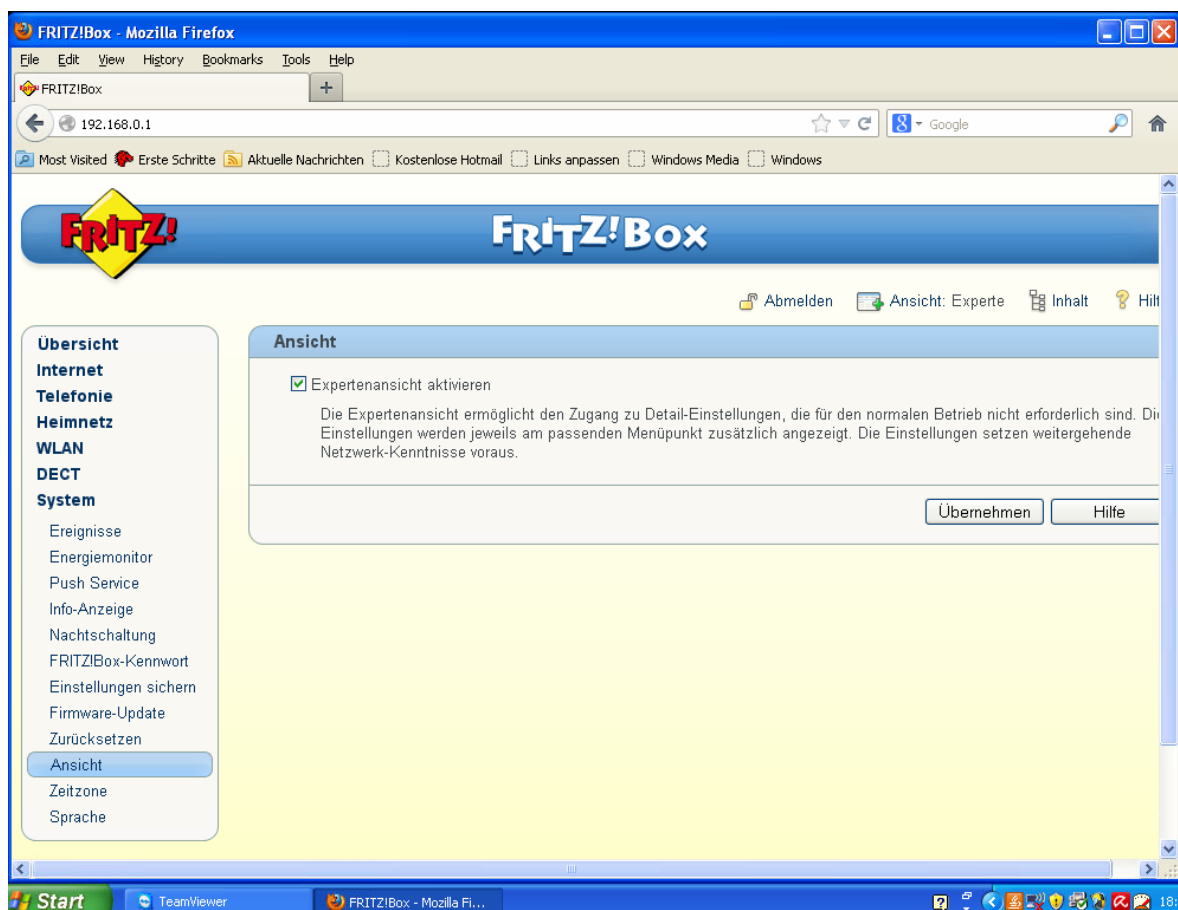 FRITZ!Box - Mozilla Firefox
File Edit View History Bookmarks Tools Help
FRITZ!Box
192.168.0.1
Google
Most Visited Erste Schritte Aktuelle Nachrichten Kostenlose Hotmail Links anpassen Windows Media Windows
FRITZ!
FRITZ!Box
Abmelden Ansicht: Experte Inhalt
Übersicht
Internet
Telefonie
Heimnetz
WLAN
DECT
System
Ereignisse
Energiemonitor
Push Service
Info-Anzeige
Nachtschaltung
FRITZ!Box-Kennwort
Einstellungen sichern
Firmware-Update
Zurücksetzen
Ansicht
Zeitzone
Sprache
Ansicht
Expertenansicht aktivieren
Die Expertenansicht ermöglicht den Zugang zu Detail-Einstellungen, die für den normalen Betrieb nicht erforderlich sind.
Einstellungen werden jeweils am passenden Menüpunkt zusätzlich angezeigt. Die Einstellungen setzen weitergehende
Netzwerk-Kenntnisse voraus.
Übernehmen Hilfe
Start TeamViewer FRITZ!Box - Mozilla Fi... 18: